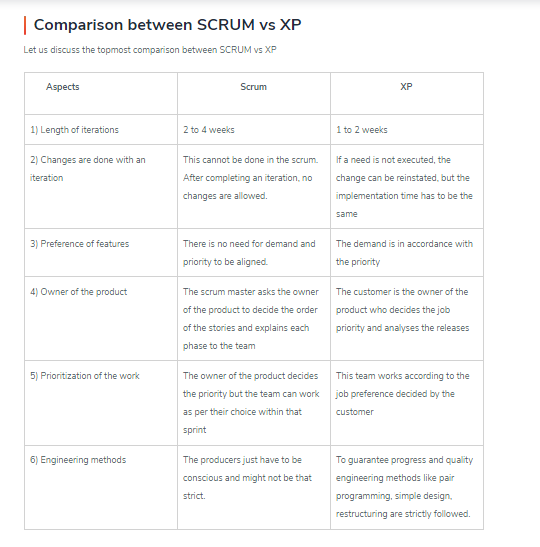 Comparison between SCRUM vs XP
Let us discuss the topmost comparison between SCRUM vs XP
Aspects
Scrum
XP
1) Length of iterations
2 to 4 weeks
1 to 2 weeks
2) Changes are done with an
iteration
This cannot be done in the scrum.
After completing an iteration, no
changes are allowed.
If a need is not executed, the
change can be reinstated, but the
implementation time has to be the
same
3) Preference of features
There is no need for demand and
priority to be aligned.
The demand is in accordance with
the priority
4) Owner of the product
The scrum master asks the owner
of the product to decide the order
of the stories and explains each
phase to the team
The customer is the owner of the
product who decides the job
priority and analyses the releases
5) Prioritization of the work
The owner of the product decides
the priority but the team can work
as per their choice within that
sprint
This team works according to the
job preference decided by the
customer
6) Engineering methods
The producers just have to be
conscious and might not be that
strict.
To guarantee progress and quality
engineering methods like pair
programming, simple design,
restructuring are strictly followed.